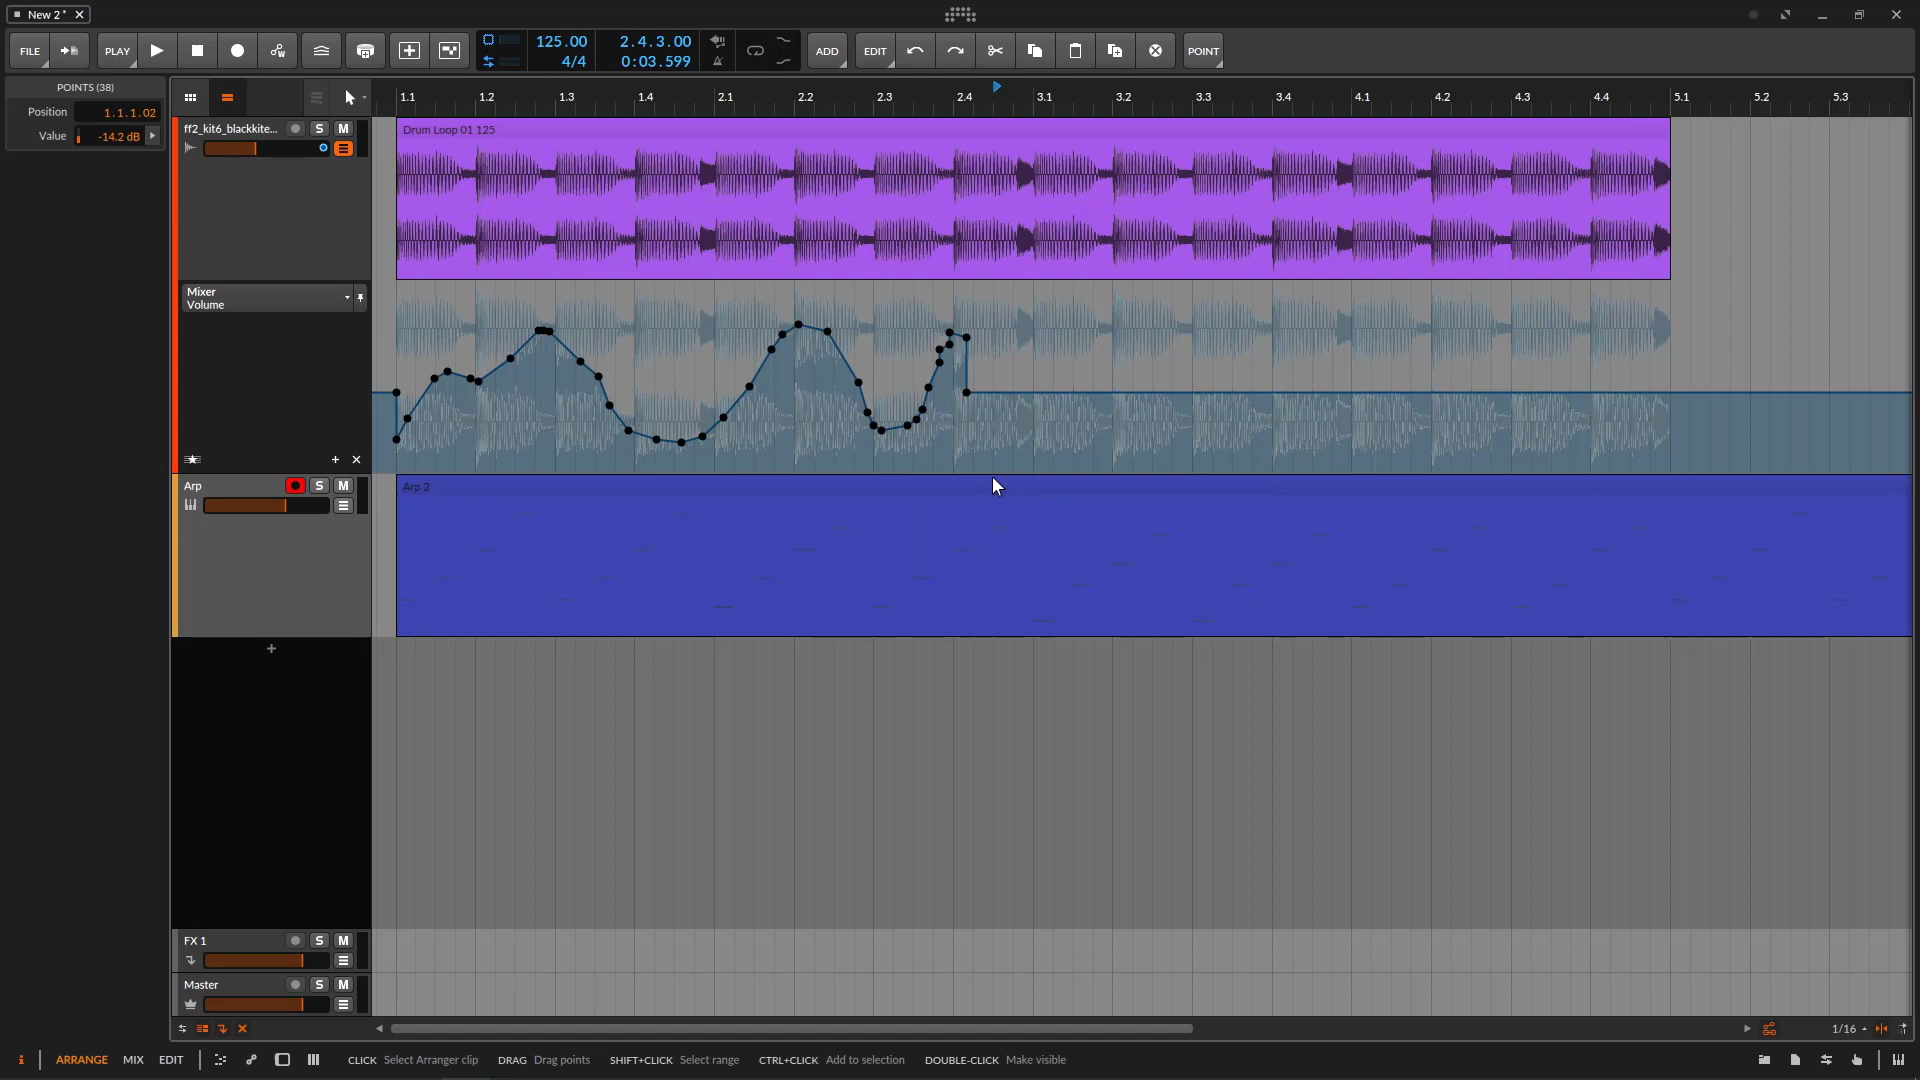 New 2*
FILE
PLAY
125.00
4/4
2.4.3.00
0:03.599
ADD
EDIT
POINT
POINTS (38)
Position
1.1.1.02
Value
-14.2 dB
1.1
1.2
1.3
1.4
2.1
2.2
2.3
2.4
3.1
3.2
3.3
3.4
4.1
4.2
4.3
4.4
5.1
5.2
5.3
ff2_kit6_blackkite...
S
M
Drum Loop 01 125
Mixer
Volume
Arp
S
M
Arp 2
FX 1
S
M
Master
S
M
1/16
ARRANGE
MIX
EDIT
CLICK Select Arranger clip
DRAG Drag points
SHIFT+CLICK Select range
CTRL+CLICK Add to selection
DOUBLE-CLICK Make visible